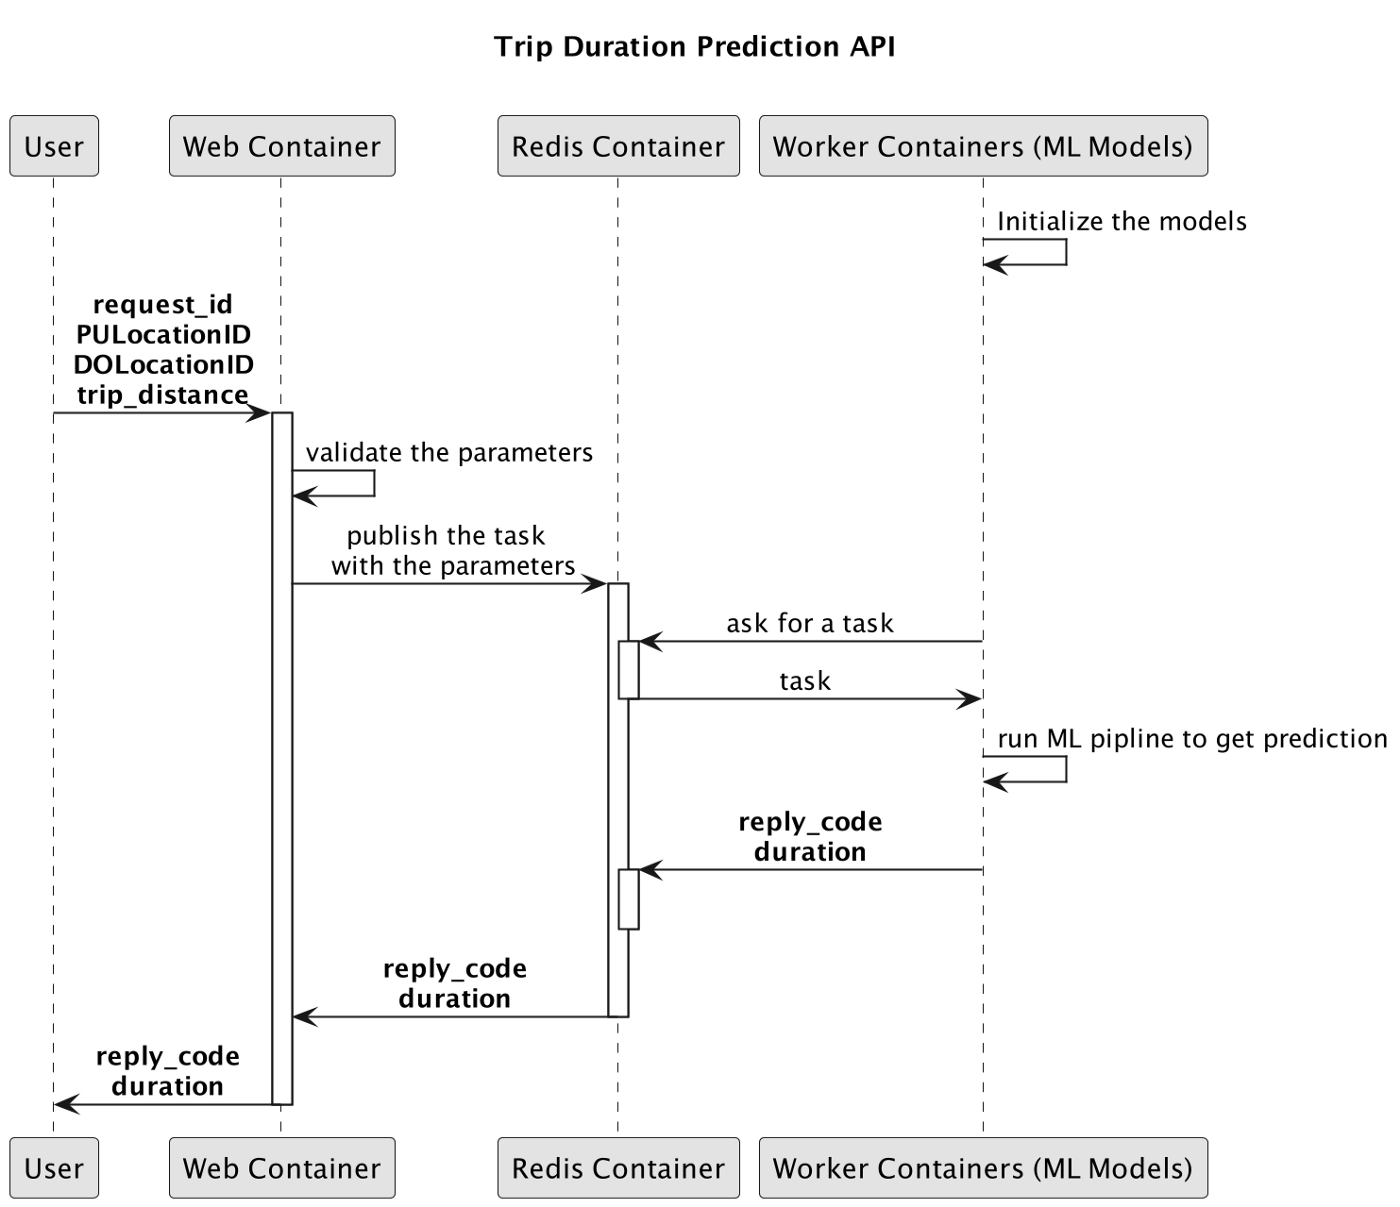 Trip Duration Prediction API
User
Web Container
Redis Container
Worker Containers (ML Models)
Initialize the models
request_id
PULocationID
DOLocationID
trip_distance
validate the parameters
publish the task
with the parameters
ask for a task
task
run ML pipline to get prediction
reply_code
duration
reply_code
duration
reply_code
duration
User
Web Container
Redis Container
Worker Containers (ML Models)